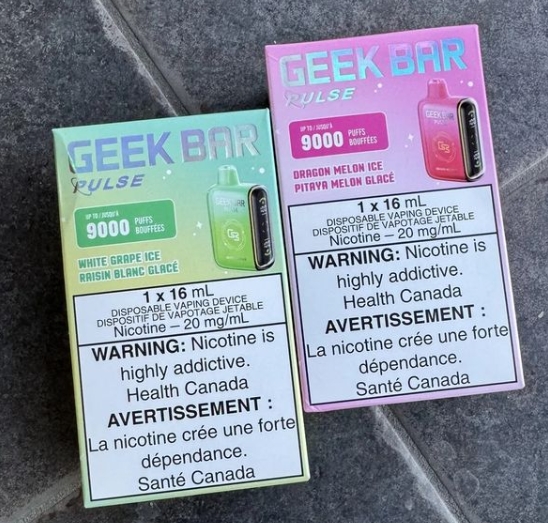 GEEK BAR
PULSE
UP TO / JUSQU'À
9000 PUFFS
BOUFFÉES
WHITE GRAPE ICE
RAISIN BLANC GLACÉ
GEEK BAR
1 x 16 mL
DISPOSABLE VAPING DEVICE
DISPOSITIF DE VAPOTAGE JETABLE
Nicotine – 20 mg/mL
WARNING: Nicotine is
highly addictive.
Health Canada
AVERTISSEMENT :
La nicotine crée une forte
dépendance.
Santé Canada
GEEK BAR
PULSE
UP TO / JUSQU'À
9000 PUFFS
BOUFFÉES
DRAGON MELON ICE
PITAYA MELON GLACÉ
GEEK BAR
1 x 16 mL
DISPOSABLE VAPING DEVICE
DISPOSITIF DE VAPOTAGE JETABLE
Nicotine – 20 mg/mL
WARNING: Nicotine is
highly addictive.
Health Canada
AVERTISSEMENT :
La nicotine crée une forte
dépendance.
Santé Canada